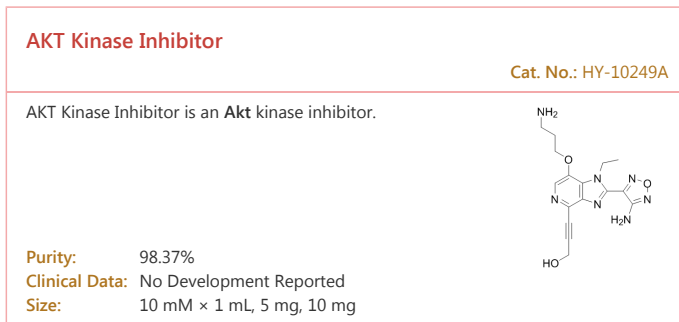 AKT Kinase Inhibitor
Cat. No.: HY-10249A
AKT Kinase Inhibitor is an Akt kinase inhibitor.
NH₂
O
N
N
N
N
O
N
H₂N
HO
Purity: 98.37%
Clinical Data: No Development Reported
Size: 10 mM × 1 mL, 5 mg, 10 mg